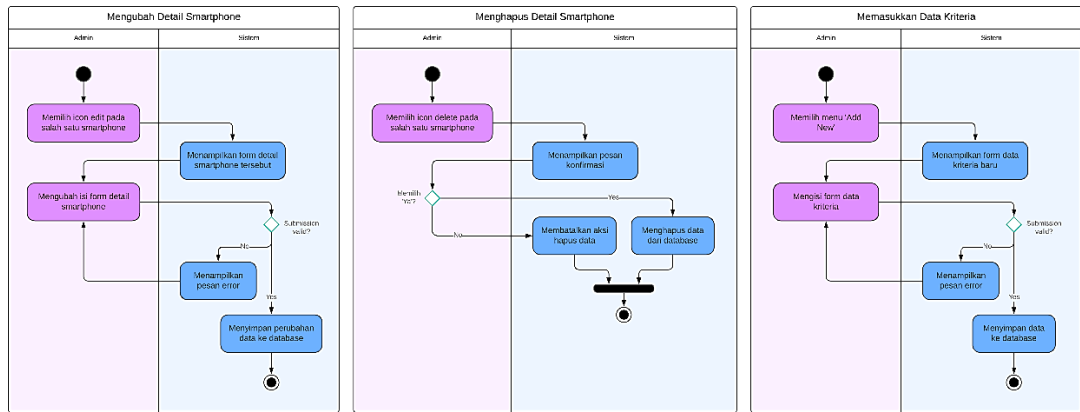 Mengubah Detail Smartphone
Admin
Sistem
Memilih icon edit pada
salah satu smartphone
Menampilkan form detail
smartphone tersebut
Mengubah isi form detail
smartphone
Submission
valid?
No
Menampilkan
pesan error
Yes
Menyimpan perubahan
data ke database
Menghapus Detail Smartphone
Admin
Sistem
Memilih icon delete pada
salah satu smartphone
Menampilkan pesan
konfirmasi
Memilih
'Ya'?
Yes
No
Membatalkan aksi
hapus data
Menghapus data
dari database
Memasukkan Data Kriteria
Admin
Sistem
Memilih menu 'Add
New'
Menampilkan form data
kriteria baru
Mengisi form data
kriteria
Submission
valid?
No
Menampilkan
pesan error
Yes
Menyimpan data
ke database